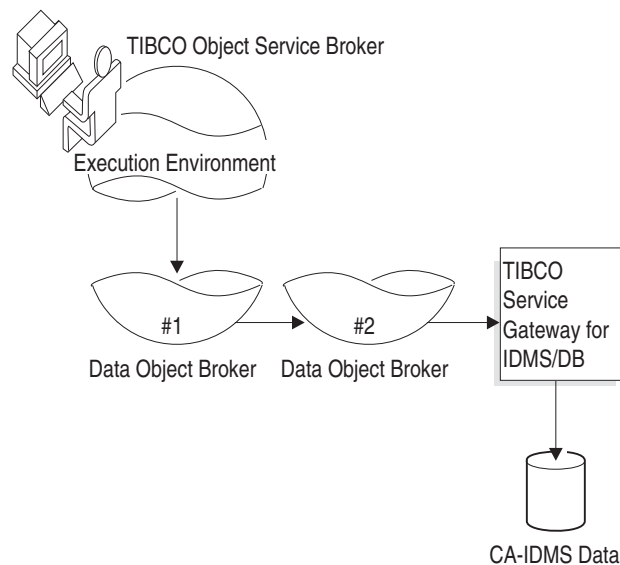 TIBCO Object Service Broker
Execution Environment
#1
Data Object Broker
#2
Data Object Broker
TIBCO
Service
Gateway for
IDMS/DB
CA-IDMS Data